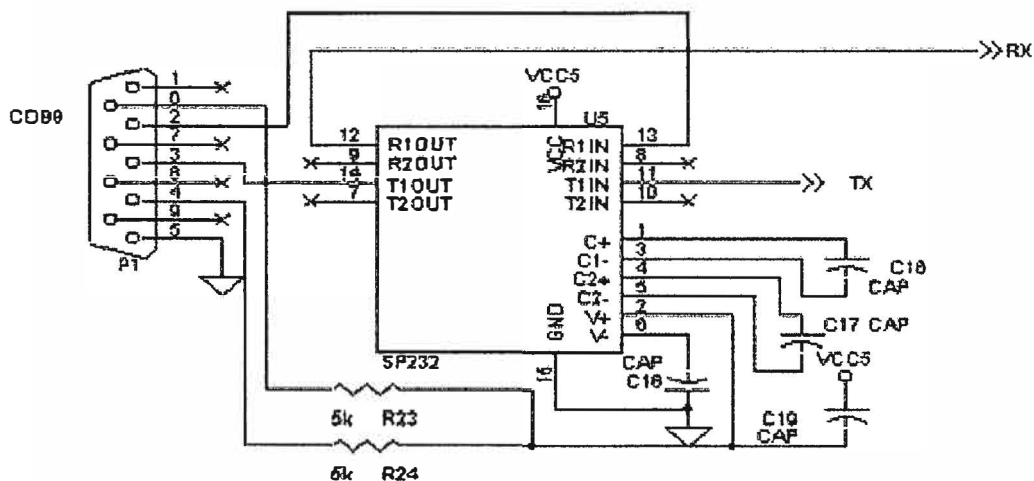 RX
VCC5
16
U5
CDB9
1
6
2
7
3
8
4
9
5
P1
12
9
14
7
R1OUT
R2OUT
T1OUT
T2OUT
VCC
R1IN
R2IN
T1IN
T2IN
13
8
11
10
TX
C+
C1-
C2+
C2-
V+
V-
1
3
4
5
2
6
GND
SP232
15
CAP
C17 CAP
VCC5
CAP
C16
C19
CAP
5k R23
5k R24